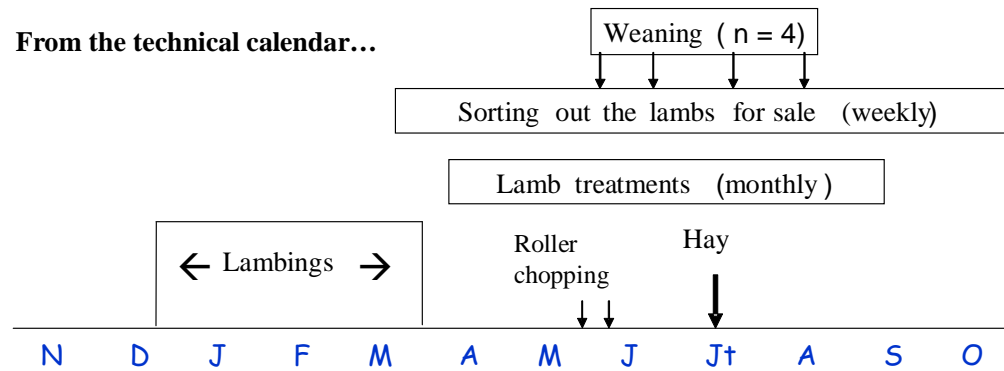 From the technical calendar…
Weaning ( n = 4)
Sorting out the lambs for sale (weekly)
Lamb treatments (monthly )
Lambings
Roller
chopping
Hay
N D J F M A M J Jt A S O